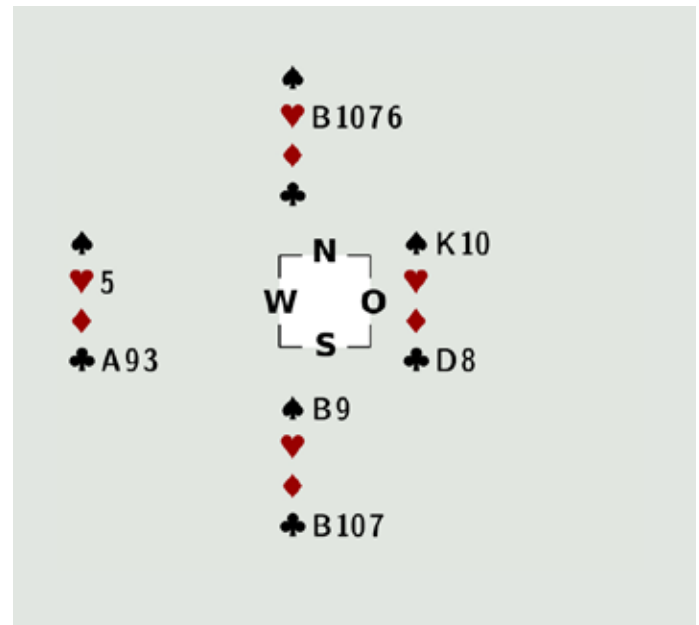 ♠
♥ B1076
♦
♣
♠
♥ 5
♦
♣ A93
N
W O
S
♠ K10
♥
♦
♣ D8
♠ B9
♥
♦
♣ B107